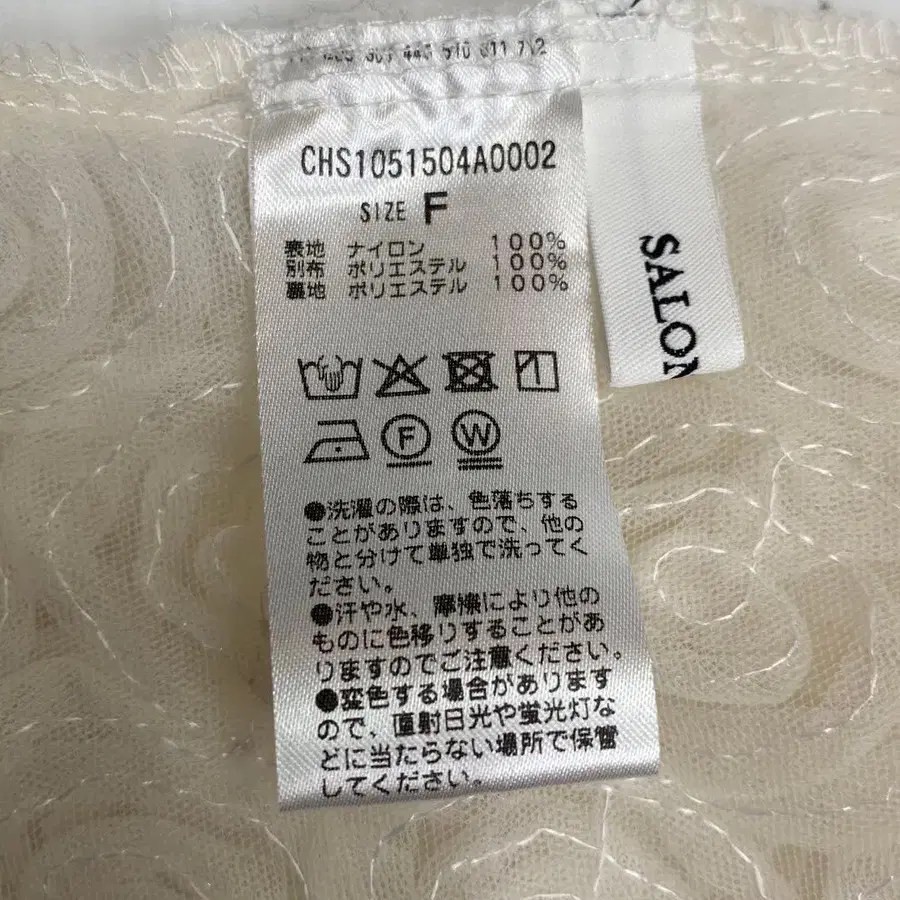 CHS1051504A0002
SIZE F
表地 ナイロン 100%
別布 ポリエステル 100%
裏地 ポリエステル 100%
F
W
●洗濯の際は、色落ちする
ことがありますので、他の
物と分けて単独で洗ってく
ださい。
●汗や水、摩擦により他の
ものに色移りすることがあ
りますのでご注意ください。
●変色する場合があります
ので、直射日光や蛍光灯な
どに当たらない場所で保管
してください。
SALON